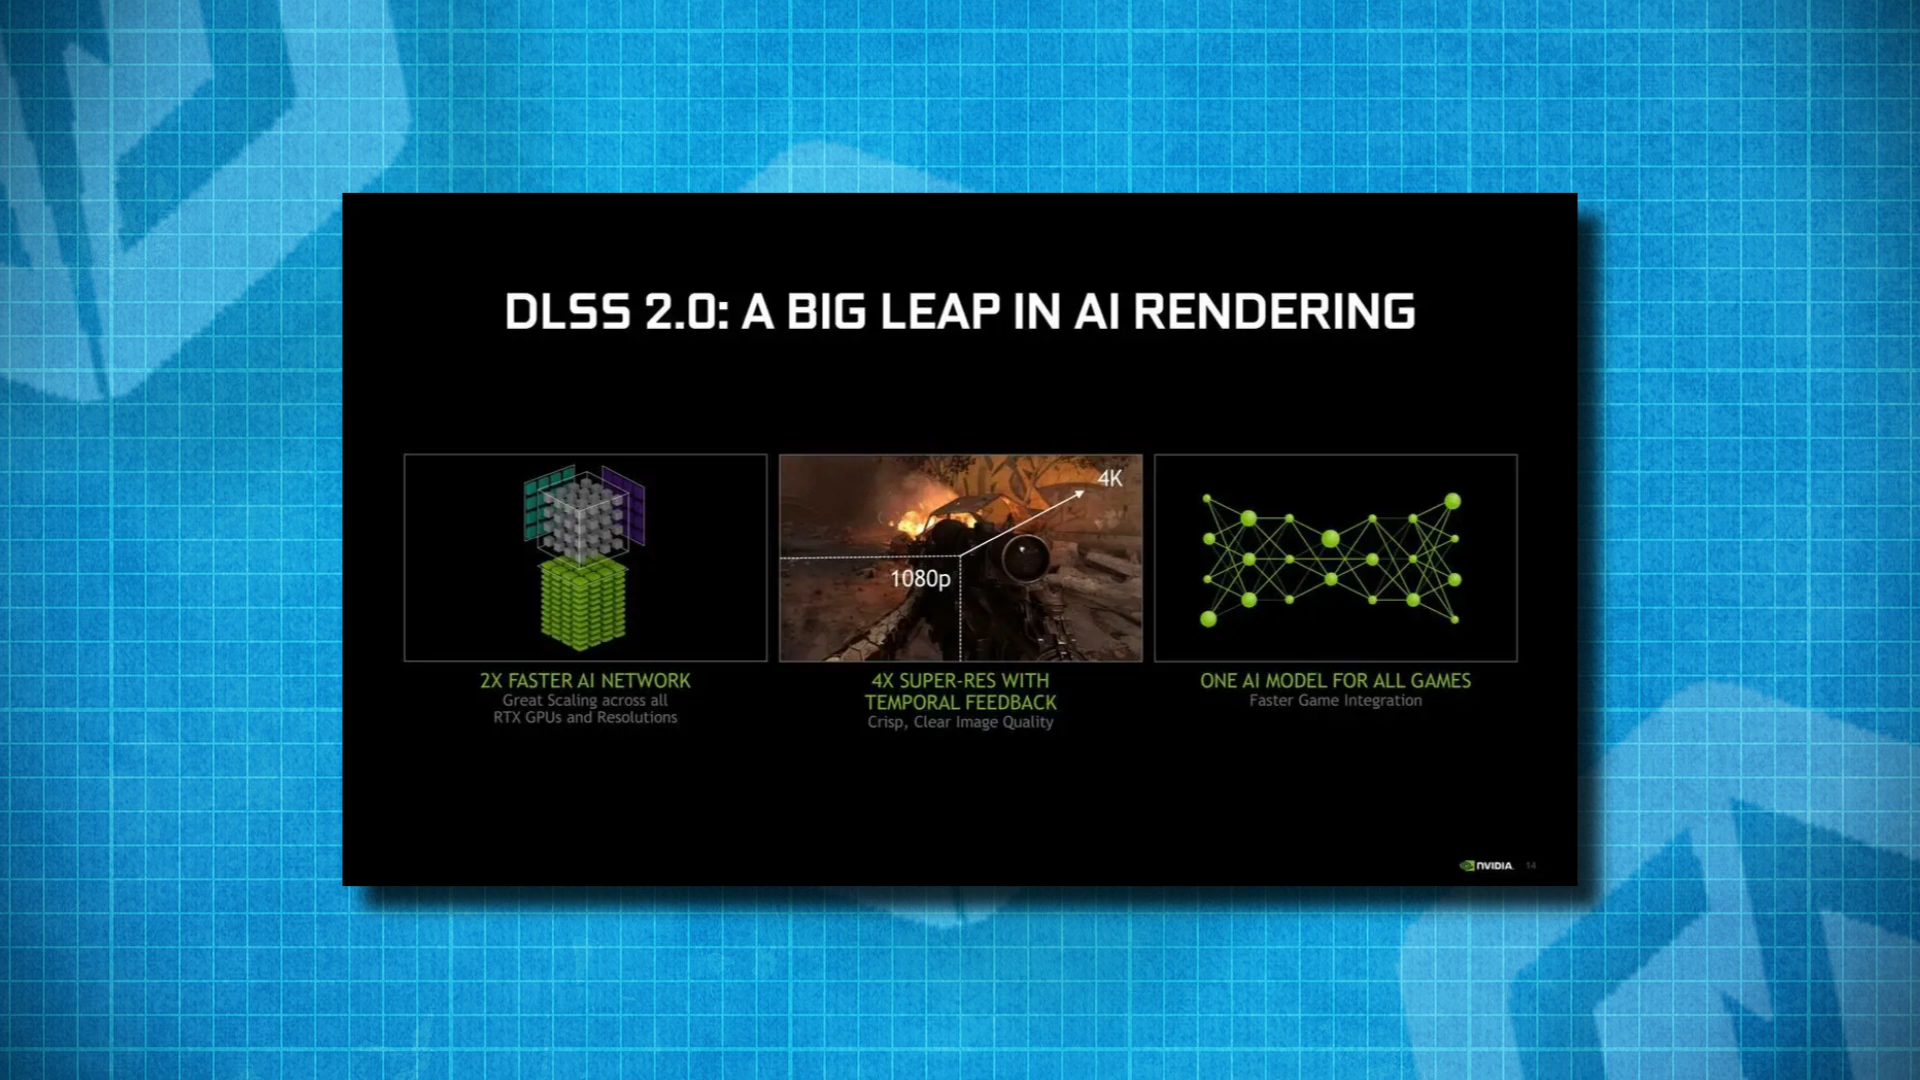 DLSS 2.0: A BIG LEAP IN AI RENDERING
4K
1080p
2X FASTER AI NETWORK
Great Scaling across all
RTX GPUs and Resolutions
4X SUPER-RES WITH
TEMPORAL FEEDBACK
Crisp, Clear Image Quality
ONE AI MODEL FOR ALL GAMES
Faster Game Integration
NVIDIA.
14